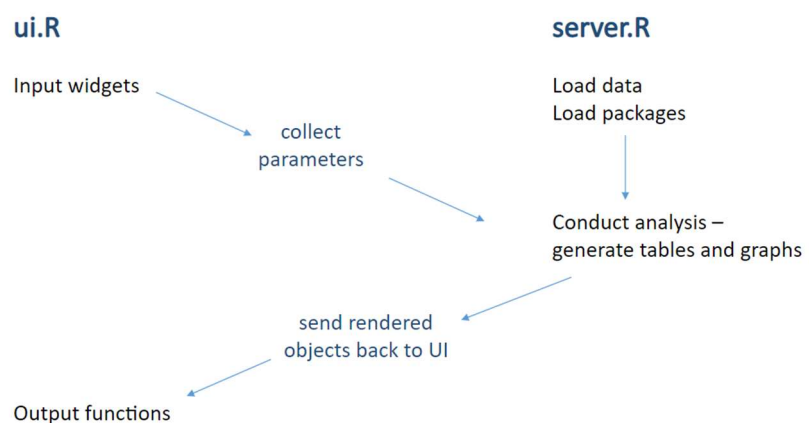 ui.R
server.R
Input widgets
Load data
Load packages
collect
parameters
Conduct analysis –
generate tables and graphs
send rendered
objects back to UI
Output functions